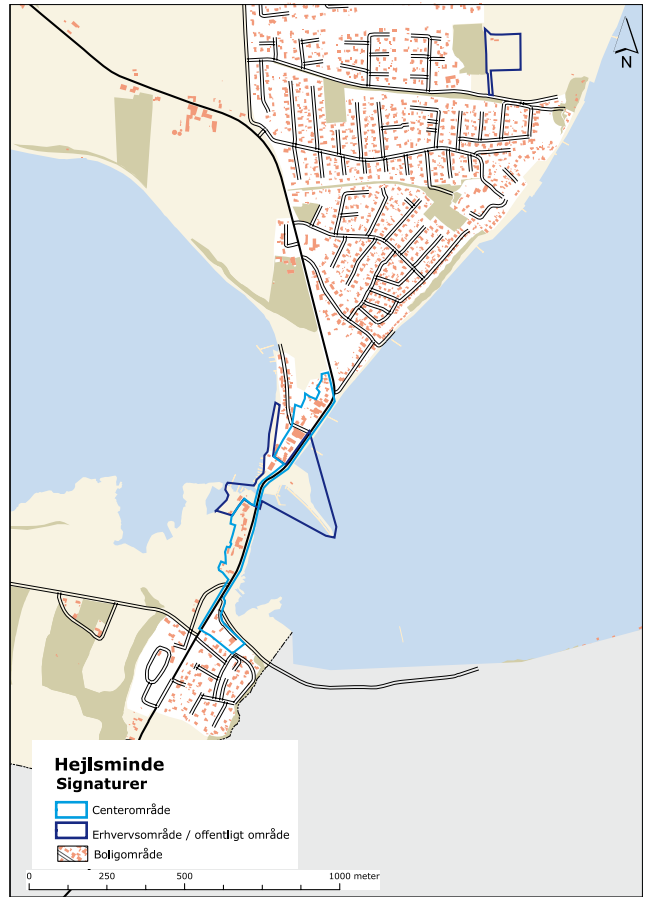 N
Hejlsminde
Signaturer
Centerområde
Erhvervsområde / offentligt område
Boligområde
0 250 500 1000 meter